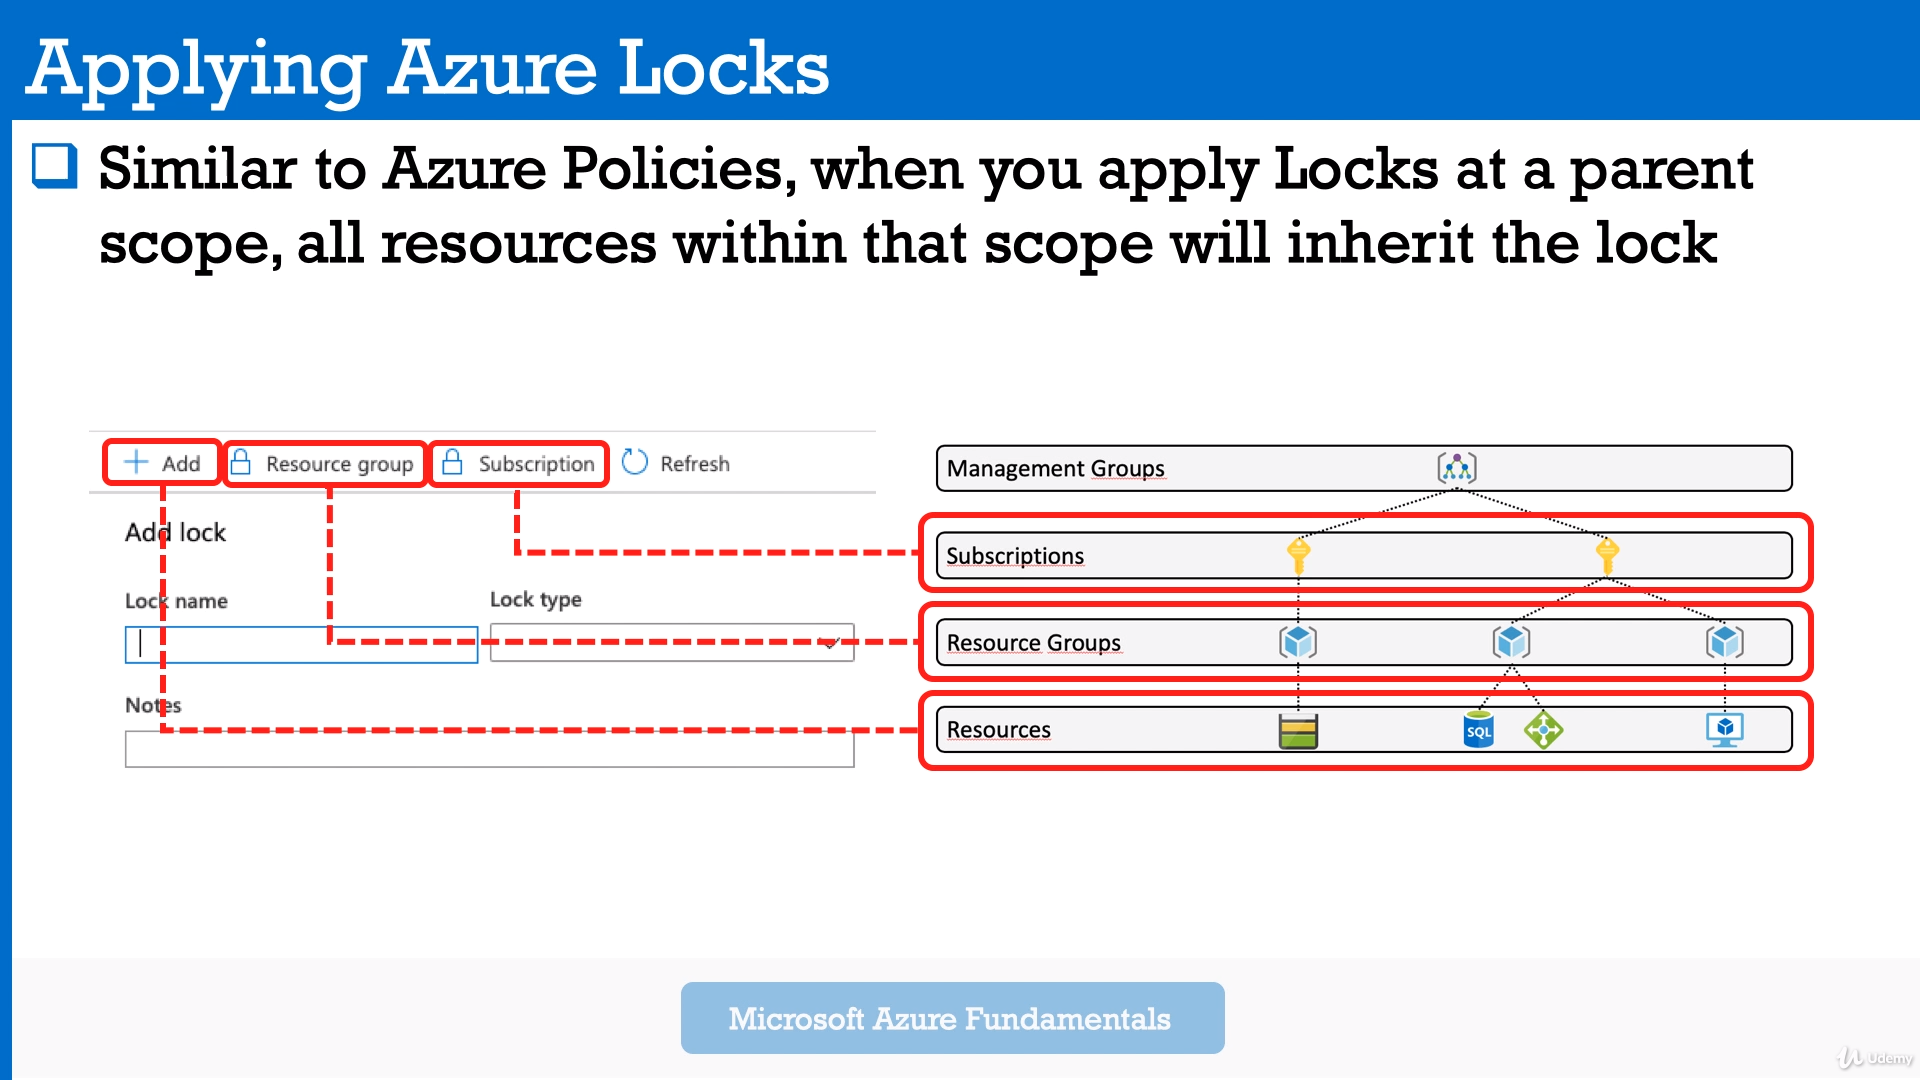 Applying Azure Locks
Similar to Azure Policies, when you apply Locks at a parent
scope, all resources within that scope will inherit the lock
Add
Resource group
Subscription
Refresh
Add lock
Lock name
Lock type
Notes
Management Groups
Subscriptions
Resource Groups
Resources
SQL
Microsoft Azure Fundamentals
Udemy